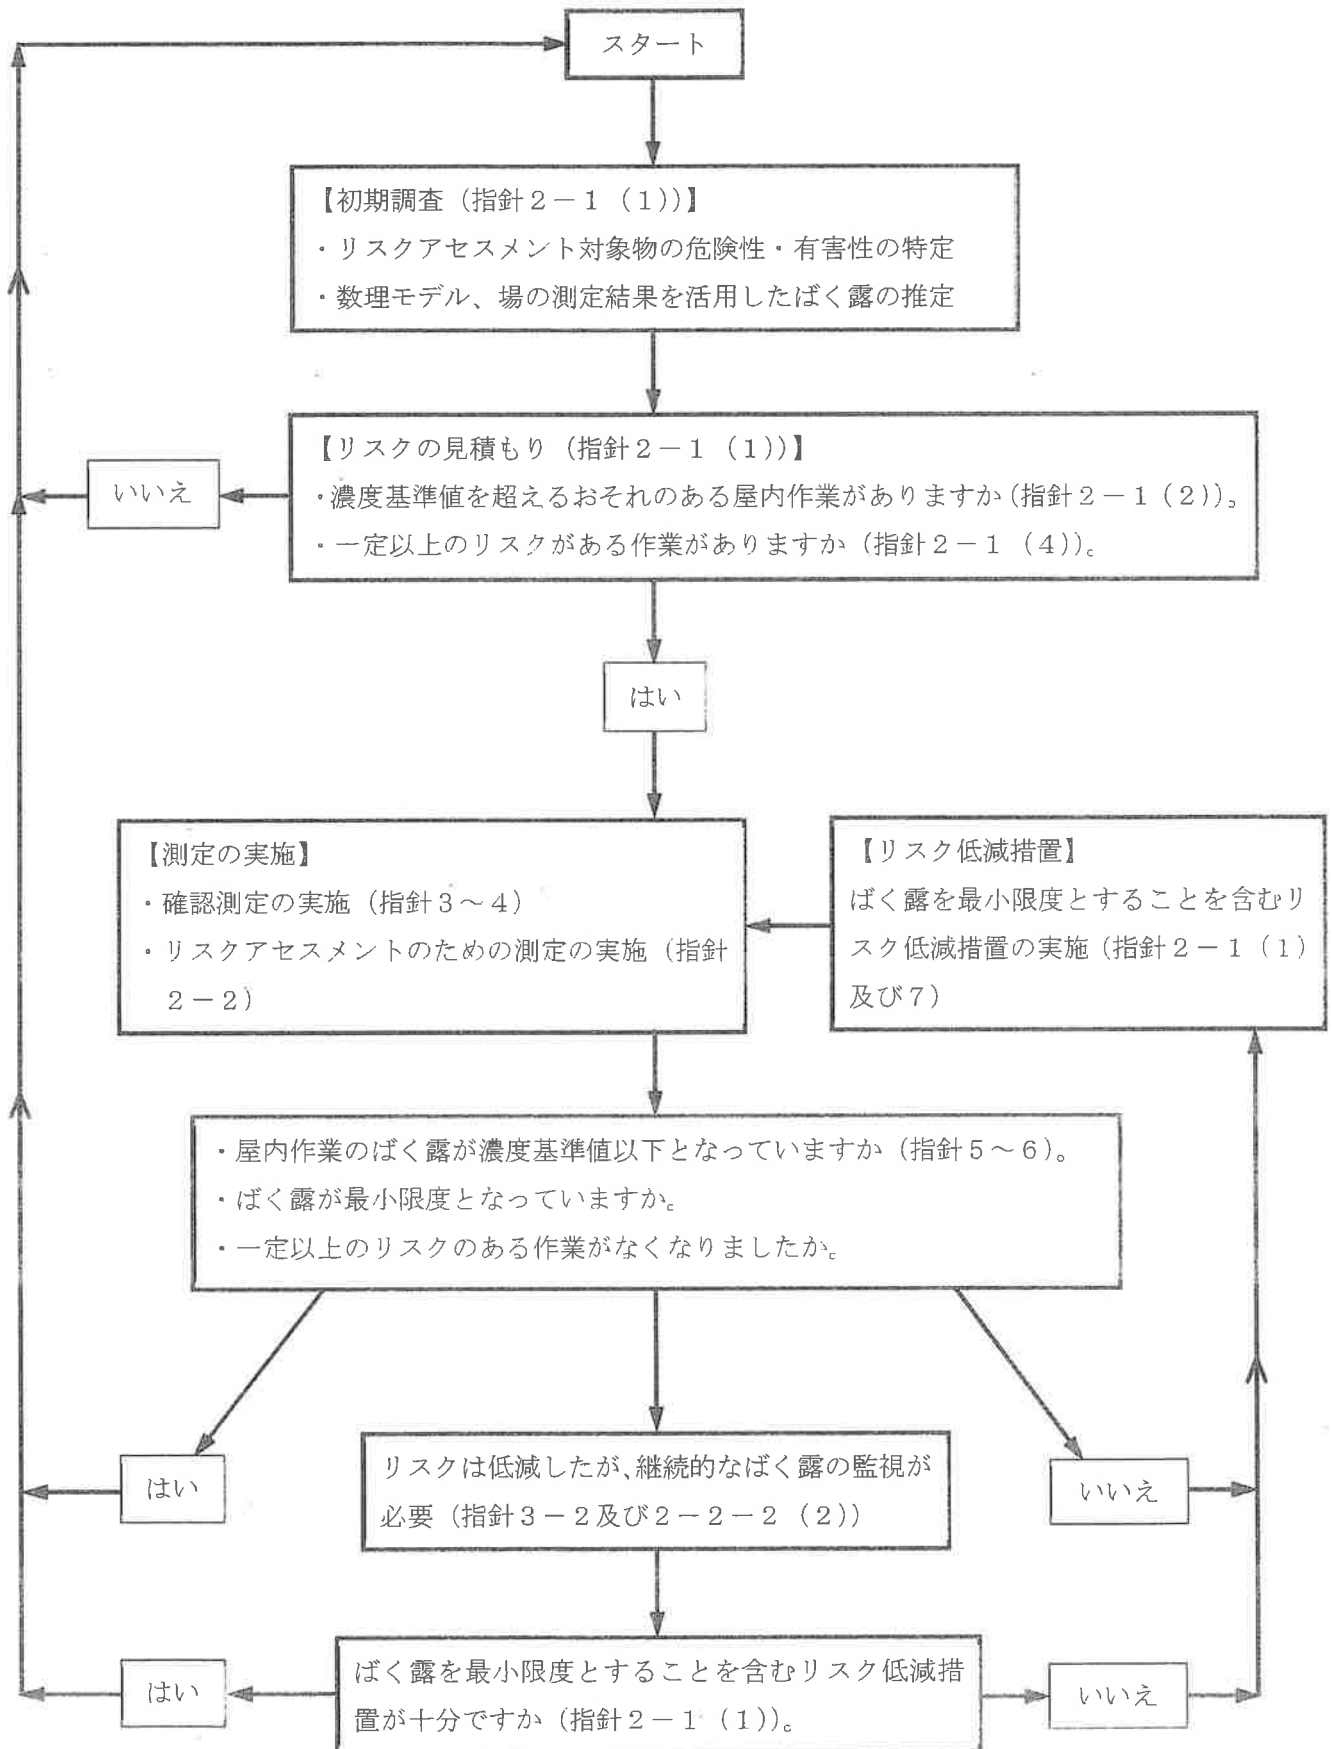 スタート
【初期調査（指針２－１（１））】
・リスクアセスメント対象物の危険性・有害性の特定
・数理モデル、場の測定結果を活用したばく露の推定
【リスクの見積もり（指針２－１（１））】
・濃度基準値を超えるおそれのある屋内作業がありますか（指針２－１（２））。
・一定以上のリスクがある作業がありますか（指針２－１（４））。
いいえ
はい
【測定の実施】
・確認測定の実施（指針３～４）
・リスクアセスメントのための測定の実施（指針
２－２）
【リスク低減措置】
ばく露を最小限度とすることを含むリ
スク低減措置の実施（指針２－１（１）
及び７）
・屋内作業のばく露が濃度基準値以下となっていますか（指針５～６）。
・ばく露が最小限度となっていますか。
・一定以上のリスクのある作業がなくなりましたか。
はい
リスクは低減したが、継続的なばく露の監視が
必要（指針３－２及び２－２－２（２））
いいえ
はい
ばく露を最小限度とすることを含むリスク低減措
置が十分ですか（指針２－１（１））。
いいえ